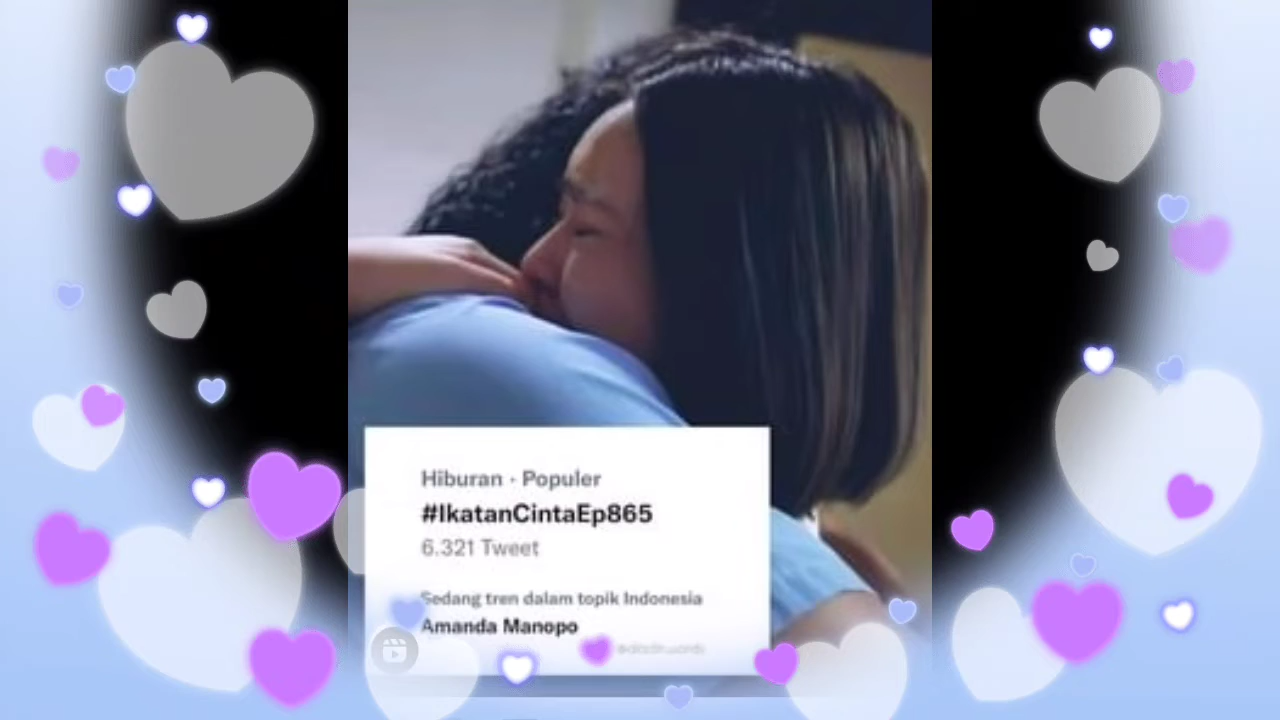 Hiburan · Populer
#IkatanCintaEp865
6.321 Tweet
Sedang tren dalam topik Indonesia
Amanda Manopo